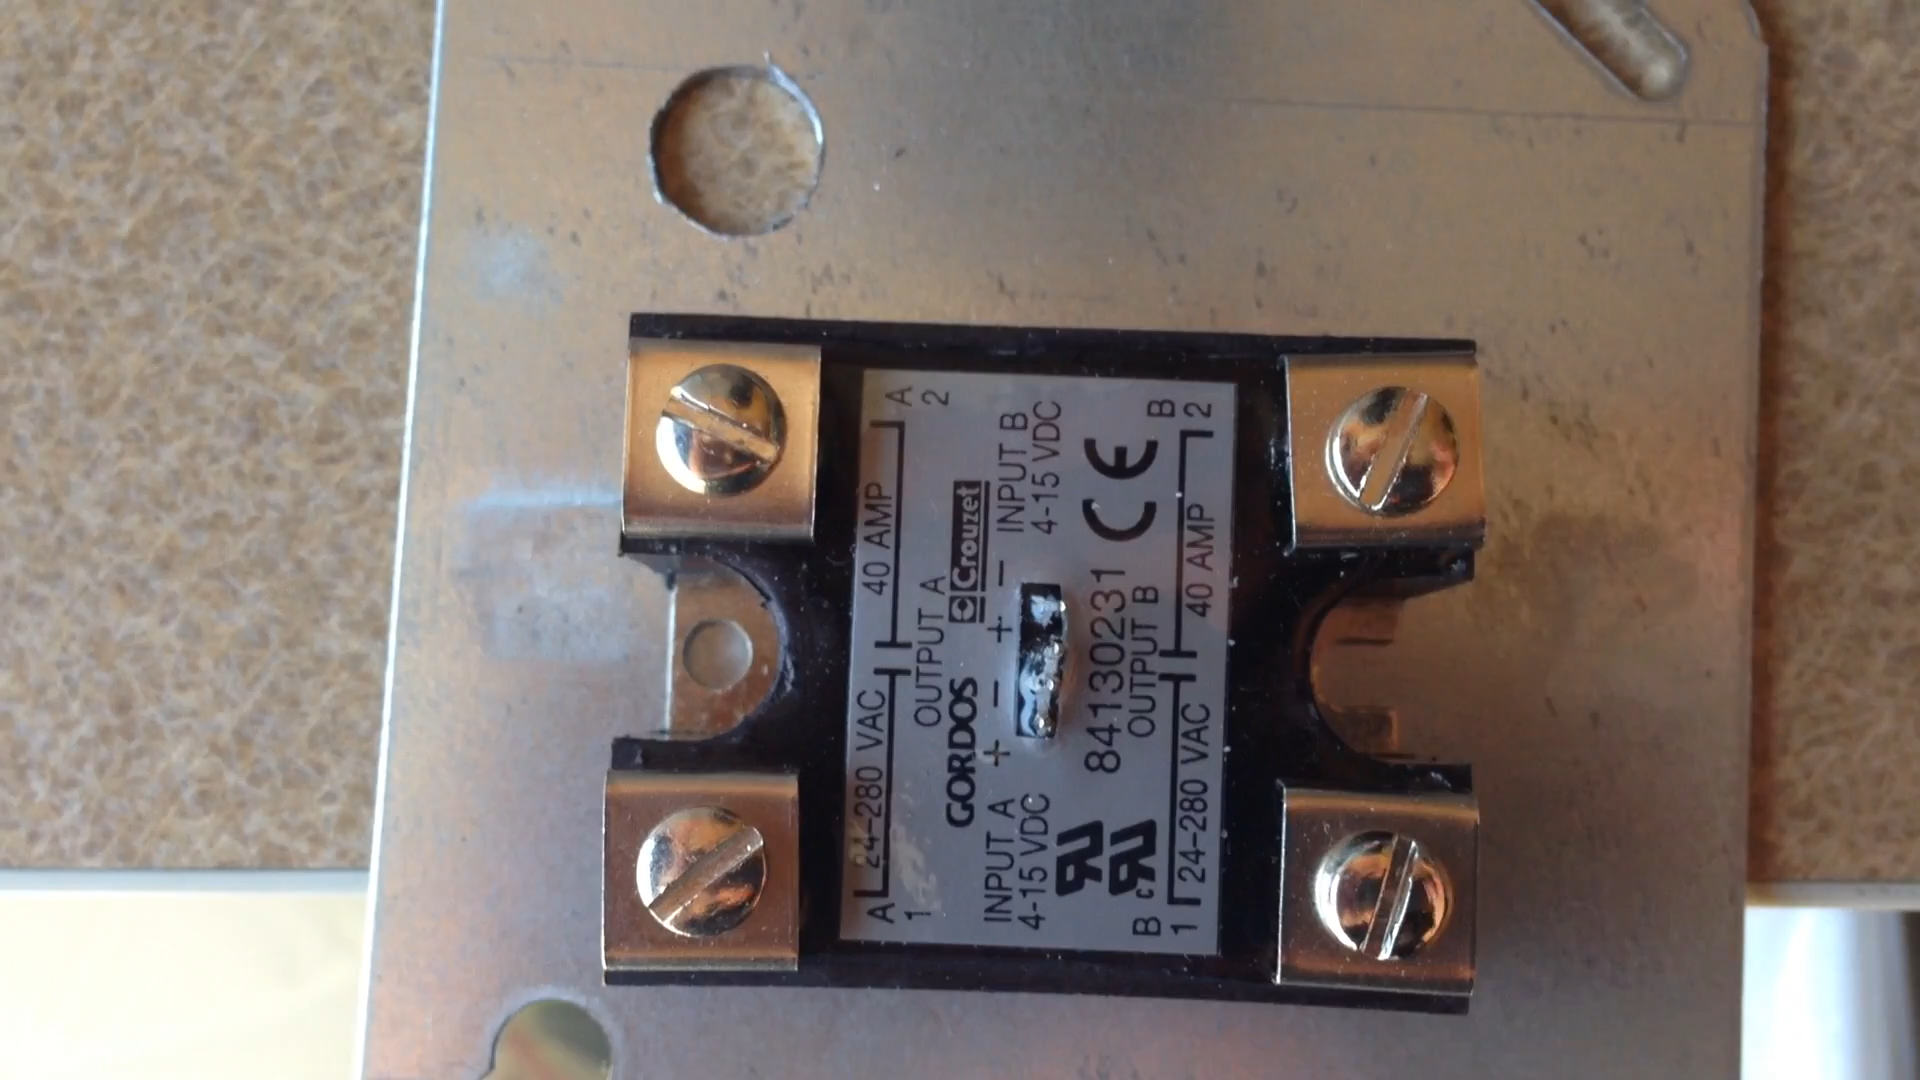 A 24-280 VAC 40 AMP A
1 OUTPUT A 2
GORDOS Crouzet
INPUT A + - + - INPUT B
4-15 VDC 4-15 VDC
84130231 CE
B OUTPUT B B
1 24-280 VAC 40 AMP 2